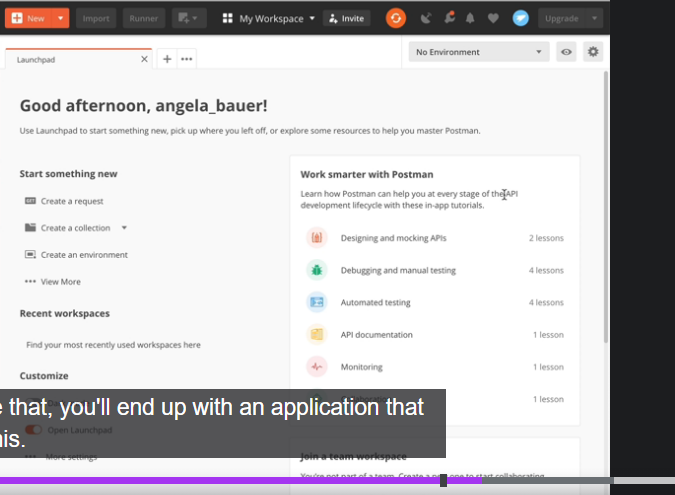 New Import Runner My Workspace Invite Upgrade
Launchpad No Environment
Good afternoon, angela_bauer!
Use Launchpad to start something new, pick up where you left off, or explore some resources to help you master Postman.
Start something new
Create a request
Create a collection
Create an environment
View More
Recent workspaces
Find your most recently used workspaces here
Customize
Open Launchpad
More settings
Work smarter with Postman
Learn how Postman can help you at every stage of the API
development lifecycle with these in-app tutorials.
Designing and mocking APIs 2 lessons
Debugging and manual testing 4 lessons
Automated testing 4 lessons
API documentation 1 lesson
Monitoring 1 lesson
1 lesson
Join a team workspace
You're not part of a team. Create a new one to start collaborating
that, you'll end up with an application that